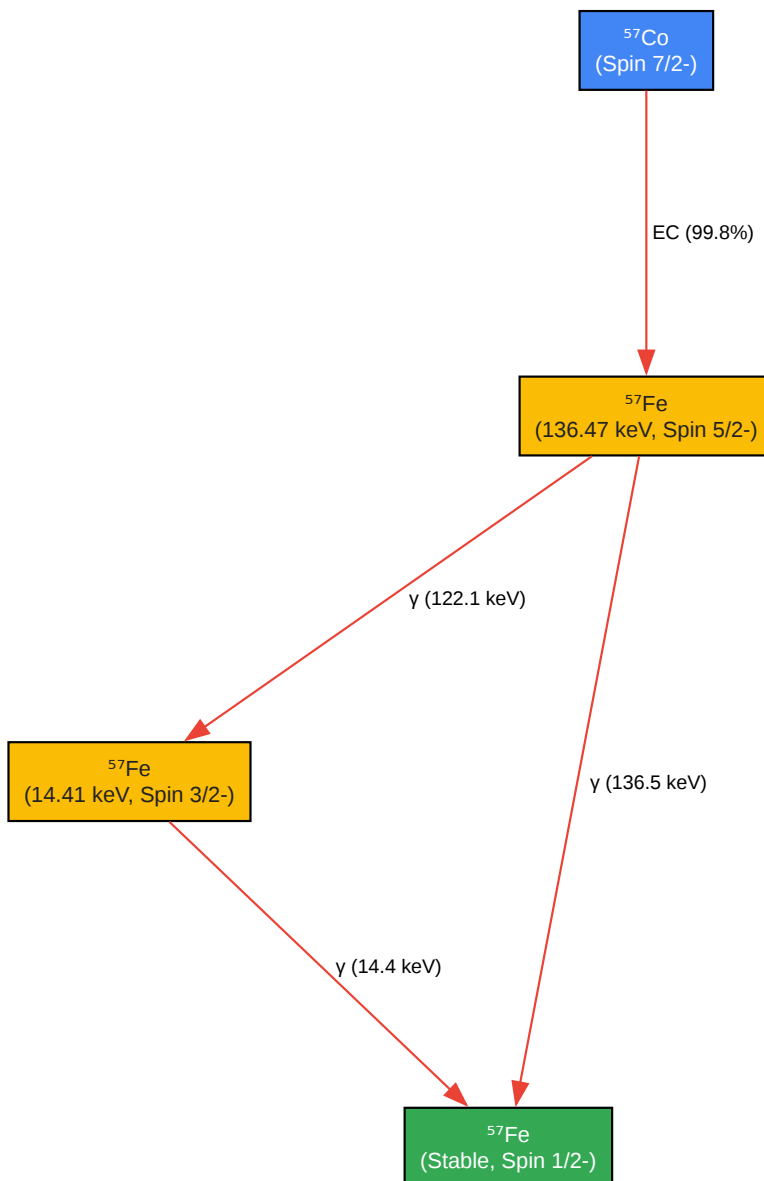 ⁵⁷Co
(Spin 7/2-)
EC (99.8%)
⁵⁷Fe
(136.47 keV, Spin 5/2-)
γ (122.1 keV)
⁵⁷Fe
(14.41 keV, Spin 3/2-)
γ (136.5 keV)
γ (14.4 keV)
⁵⁷Fe
(Stable, Spin 1/2-)